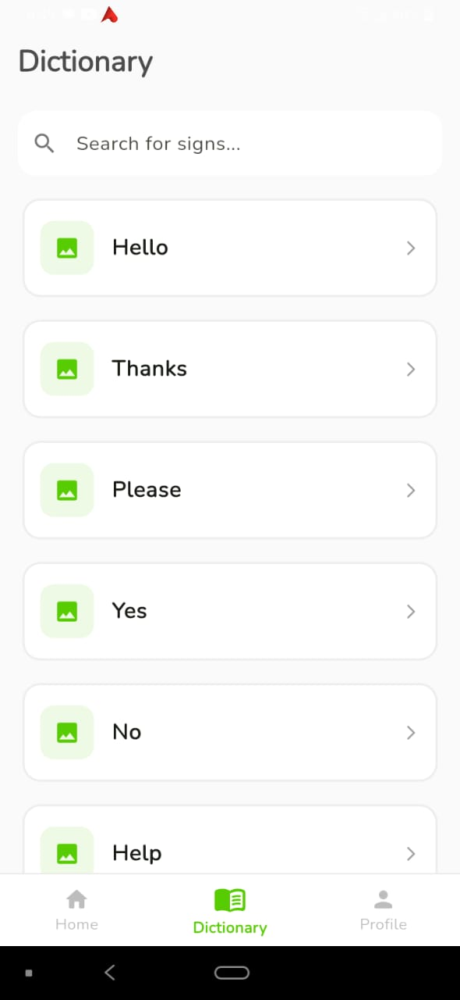 Dictionary
Search for signs...
Hello
Thanks
Please
Yes
No
Help
Home
Dictionary
Profile